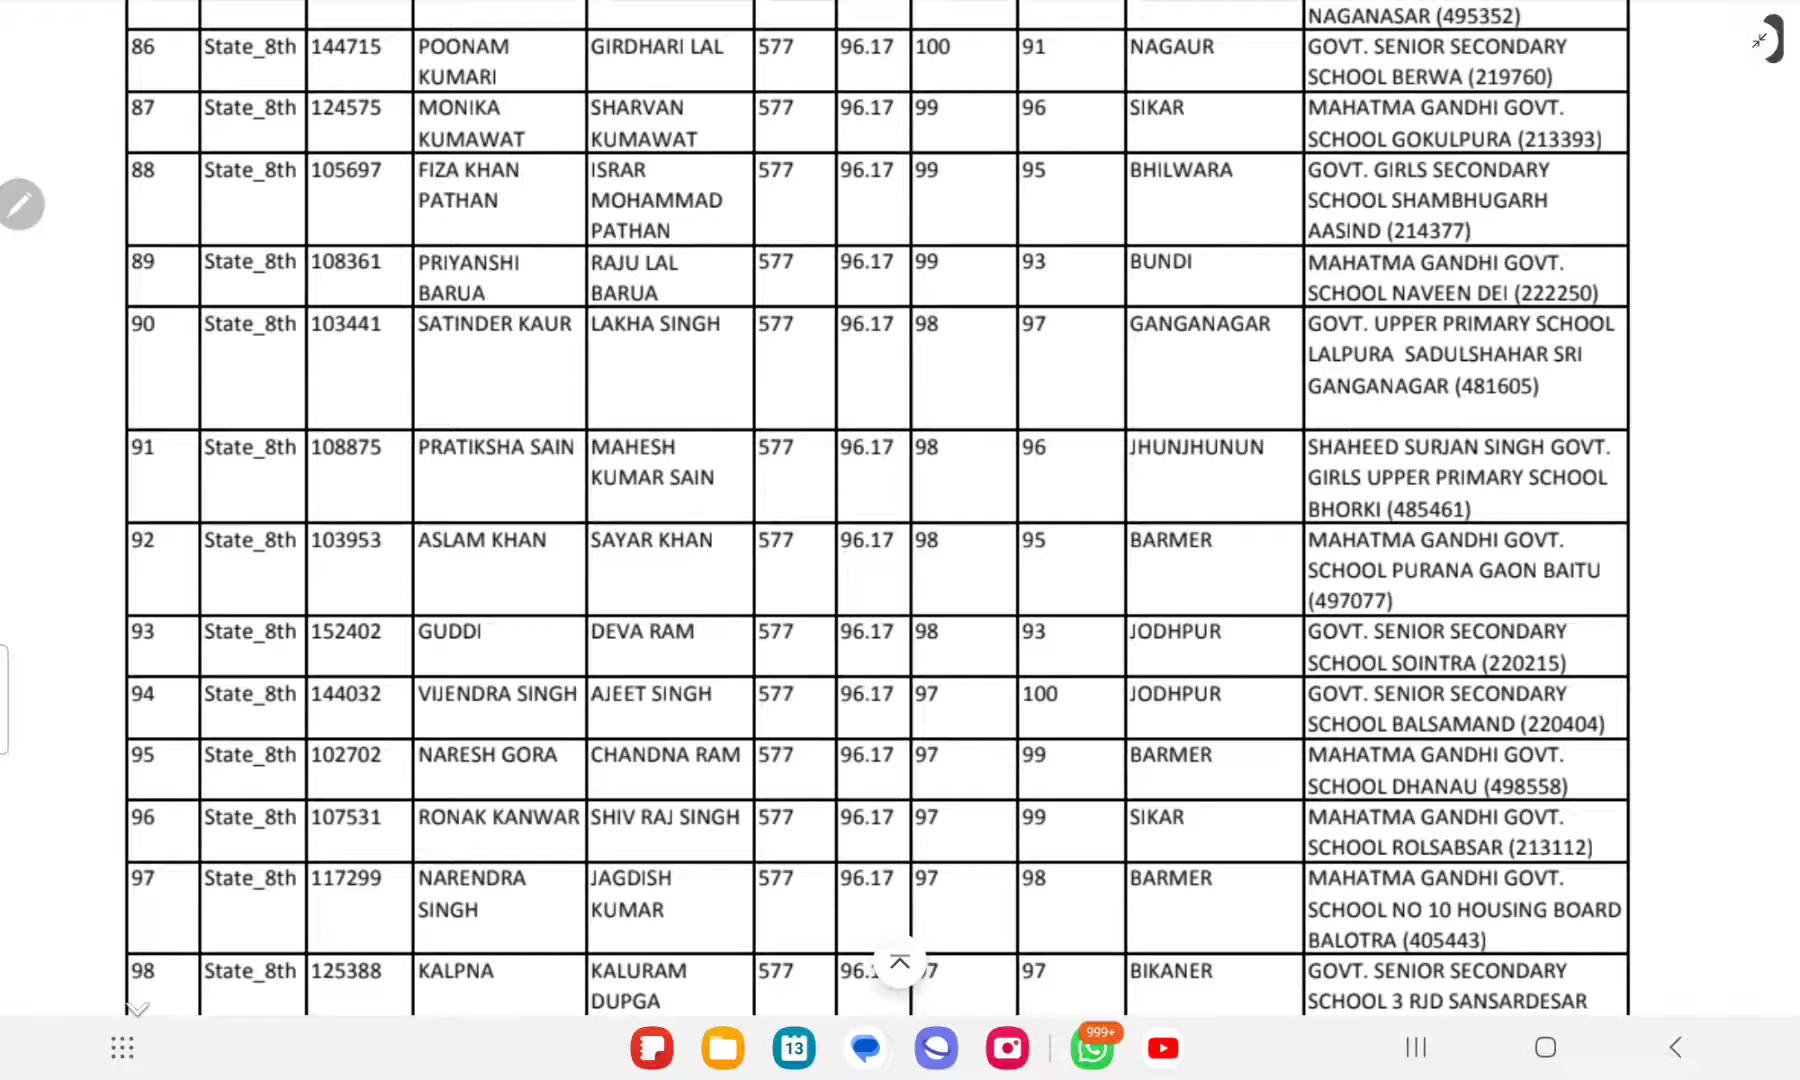 NAGANASAR (495352)
86 State_8th 144715 POONAM GIRDHARI LAL 577 96.17 100 91 NAGAUR GOVT. SENIOR SECONDARY
KUMARI SCHOOL BERWA (219760)
87 State_8th 124575 MONIKA SHARVAN 577 96.17 99 96 SIKAR MAHATMA GANDHI GOVT.
KUMAWAT KUMAWAT SCHOOL GOKULPURA (213393)
88 State_8th 105697 FIZA KHAN ISRAR 577 96.17 99 95 BHILWARA GOVT. GIRLS SECONDARY
PATHAN MOHAMMAD SCHOOL SHAMBHUGARH
PATHAN AASIND (214377)
89 State_8th 108361 PRIYANSHI RAJU LAL 577 96.17 99 93 BUNDI MAHATMA GANDHI GOVT.
BARUA BARUA SCHOOL NAVEEN DEI (222250)
90 State_8th 103441 SATINDER KAUR LAKHA SINGH 577 96.17 98 97 GANGANAGAR GOVT. UPPER PRIMARY SCHOOL
LALPURA SADULSHAHAR SRI
GANGANAGAR (481605)
91 State_8th 108875 PRATIKSHA SAIN MAHESH 577 96.17 98 96 JHUNJHUNUN SHAHEED SURJAN SINGH GOVT.
KUMAR SAIN GIRLS UPPER PRIMARY SCHOOL
BHORKI (485461)
92 State_8th 103953 ASLAM KHAN SAYAR KHAN 577 96.17 98 95 BARMER MAHATMA GANDHI GOVT.
SCHOOL PURANA GAON BAITU
(497077)
93 State_8th 152402 GUDDI DEVA RAM 577 96.17 98 93 JODHPUR GOVT. SENIOR SECONDARY
SCHOOL SOINTRA (220215)
94 State_8th 144032 VIJENDRA SINGH AJEET SINGH 577 96.17 97 100 JODHPUR GOVT. SENIOR SECONDARY
SCHOOL BALSAMAND (220404)
95 State_8th 102702 NARESH GORA CHANDNA RAM 577 96.17 97 99 BARMER MAHATMA GANDHI GOVT.
SCHOOL DHANAU (498558)
96 State_8th 107531 RONAK KANWAR SHIV RAJ SINGH 577 96.17 97 99 SIKAR MAHATMA GANDHI GOVT.
SCHOOL ROLSABSAR (213112)
97 State_8th 117299 NARENDRA JAGDISH 577 96.17 97 98 BARMER MAHATMA GANDHI GOVT.
SINGH KUMAR SCHOOL NO 10 HOUSING BOARD
BALOTRA (405443)
98 State_8th 125388 KALPNA KALURAM 577 97 BIKANER GOVT. SENIOR SECONDARY
DUPGA SCHOOL 3 RJD SANSARDESAR
13 999+